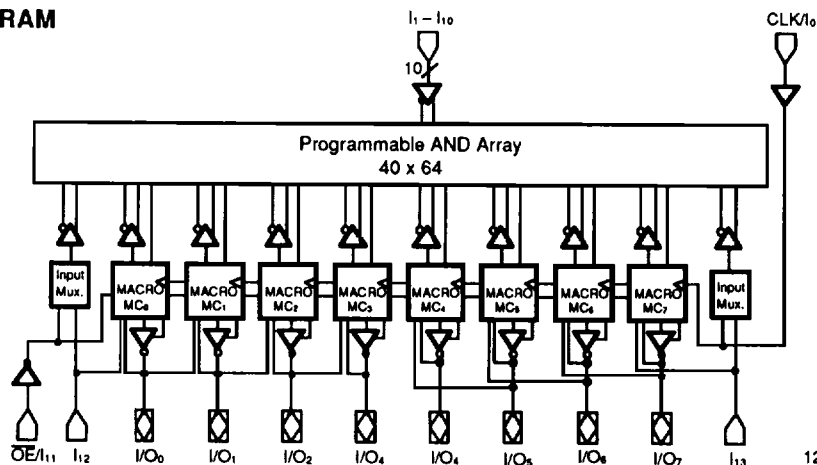 RAM
I₁ – I₁₀
CLK/I₀
10
Programmable AND Array
40 x 64
Input
Mux.
MACRO
MC₀
MACRO
MC₁
MACRO
MC₂
MACRO
MC₃
MACRO
MC₄
MACRO
MC₅
MACRO
MC₆
MACRO
MC₇
Input
Mux.
O̅E̅/I₁₁
I₁₂
I/O₀
I/O₁
I/O₂
I/O₄
I/O₄
I/O₅
I/O₆
I/O₇
I₁₃
12